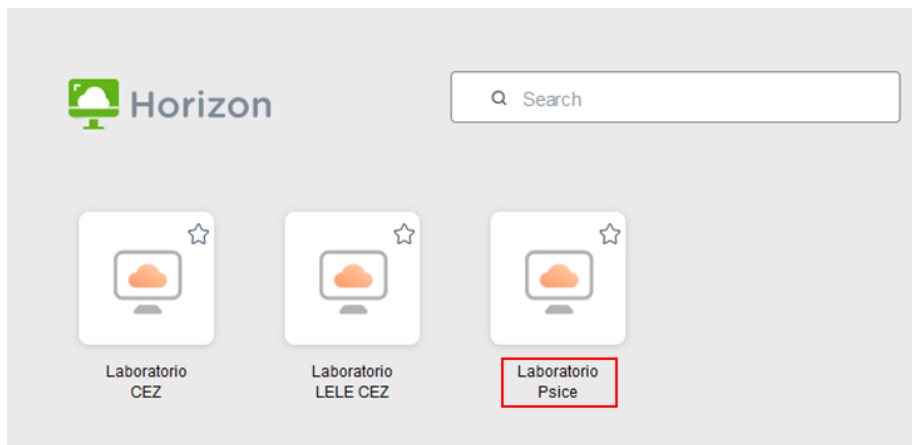 Horizon
Search
Laboratorio
CEZ
Laboratorio
LELE CEZ
Laboratorio
Psice